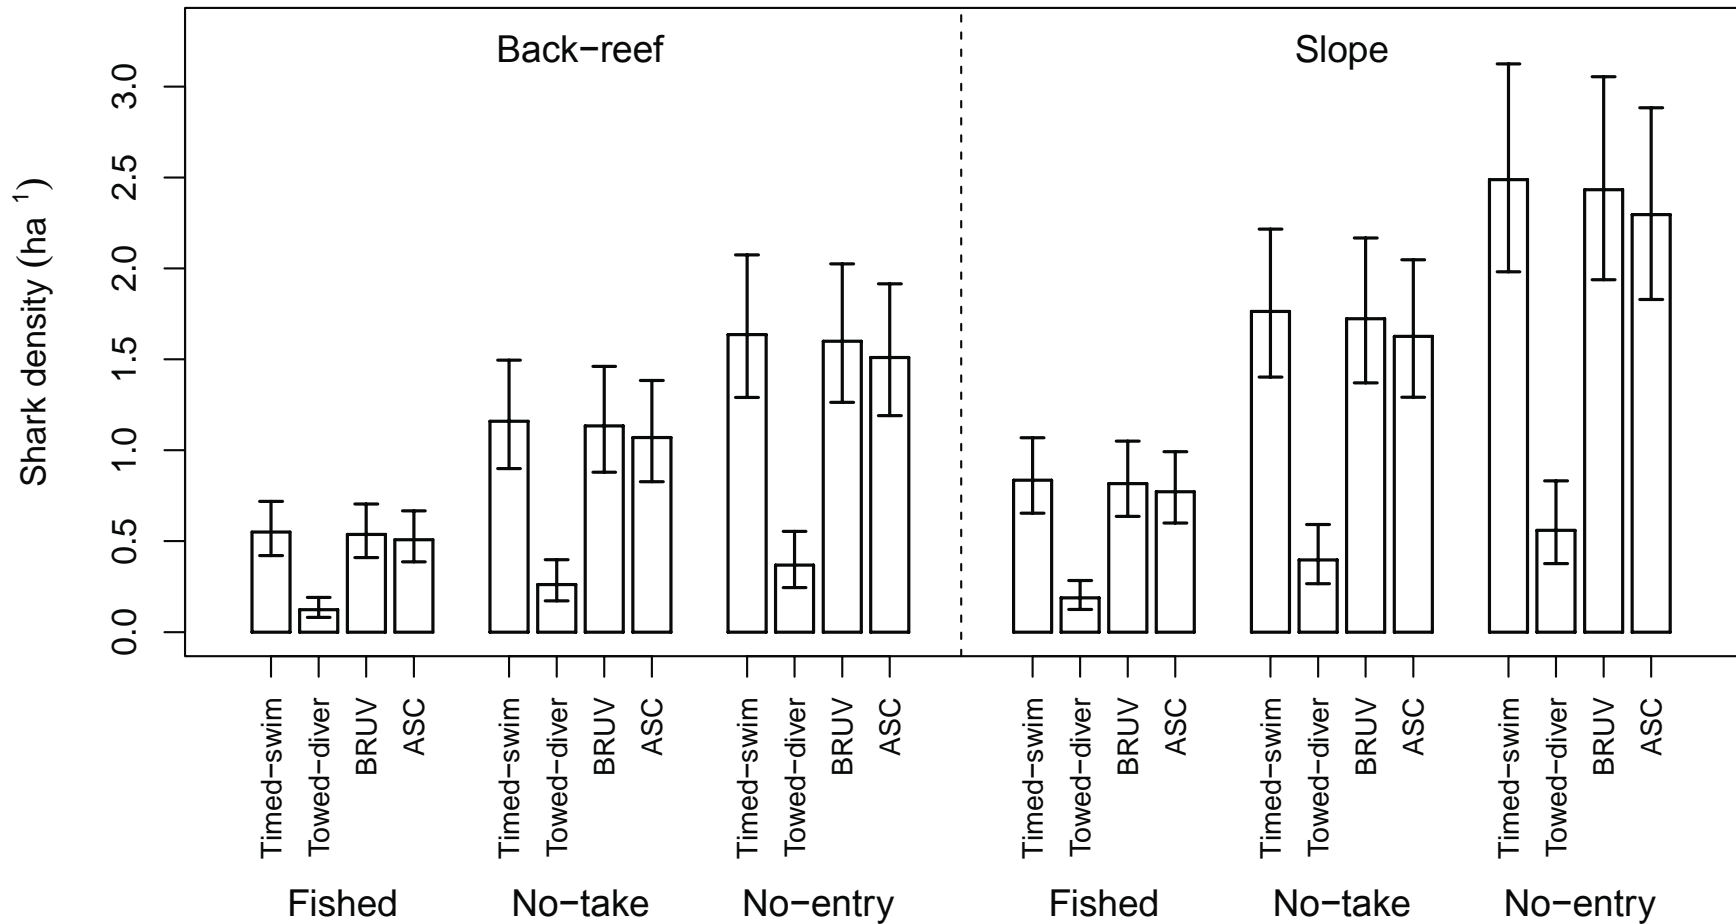 Back−reef
Slope
Shark density (ha 1)
3.0
2.5
2.0
1.5
1.0
0.5
0.0
Timed−swim
Towed−diver
BRUV
ASC
Timed−swim
Towed−diver
BRUV
ASC
Timed−swim
Towed−diver
BRUV
ASC
Timed−swim
Towed−diver
BRUV
ASC
Timed−swim
Towed−diver
BRUV
ASC
Timed−swim
Towed−diver
BRUV
ASC
Fished
No−take
No−entry
Fished
No−take
No−entry